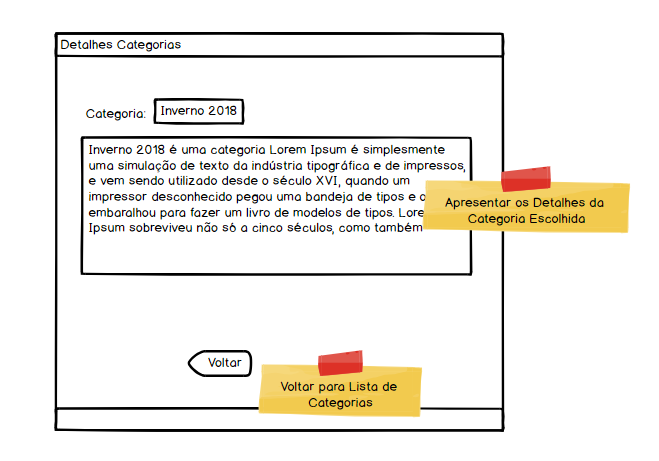 Detalhes Categorias
Categoria: Inverno 2018
Inverno 2018 é uma categoria Lorem Ipsum é simplesmente
uma simulação de texto da indústria tipográfica e de impressos,
e vem sendo utilizado desde o século XVI, quando um
impressor desconhecido pegou uma bandeja de tipos e
embaralhou para fazer um livro de modelos de tipos.
Ipsum sobreviveu não só a cinco séculos, como também
Apresentar os Detalhes da
Categoria Escolhida
Voltar
Voltar para Lista de
Categorias